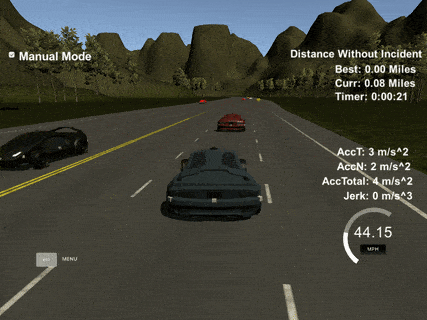 Manual Mode
Distance Without Incident
Best: 0.00 Miles
Curr: 0.08 Miles
Timer: 0:00:21
AccT: 3 m/s^2
AccN: 2 m/s^2
AccTotal: 4 m/s^2
Jerk: 0 m/s^3
44.15
MPH
MENU